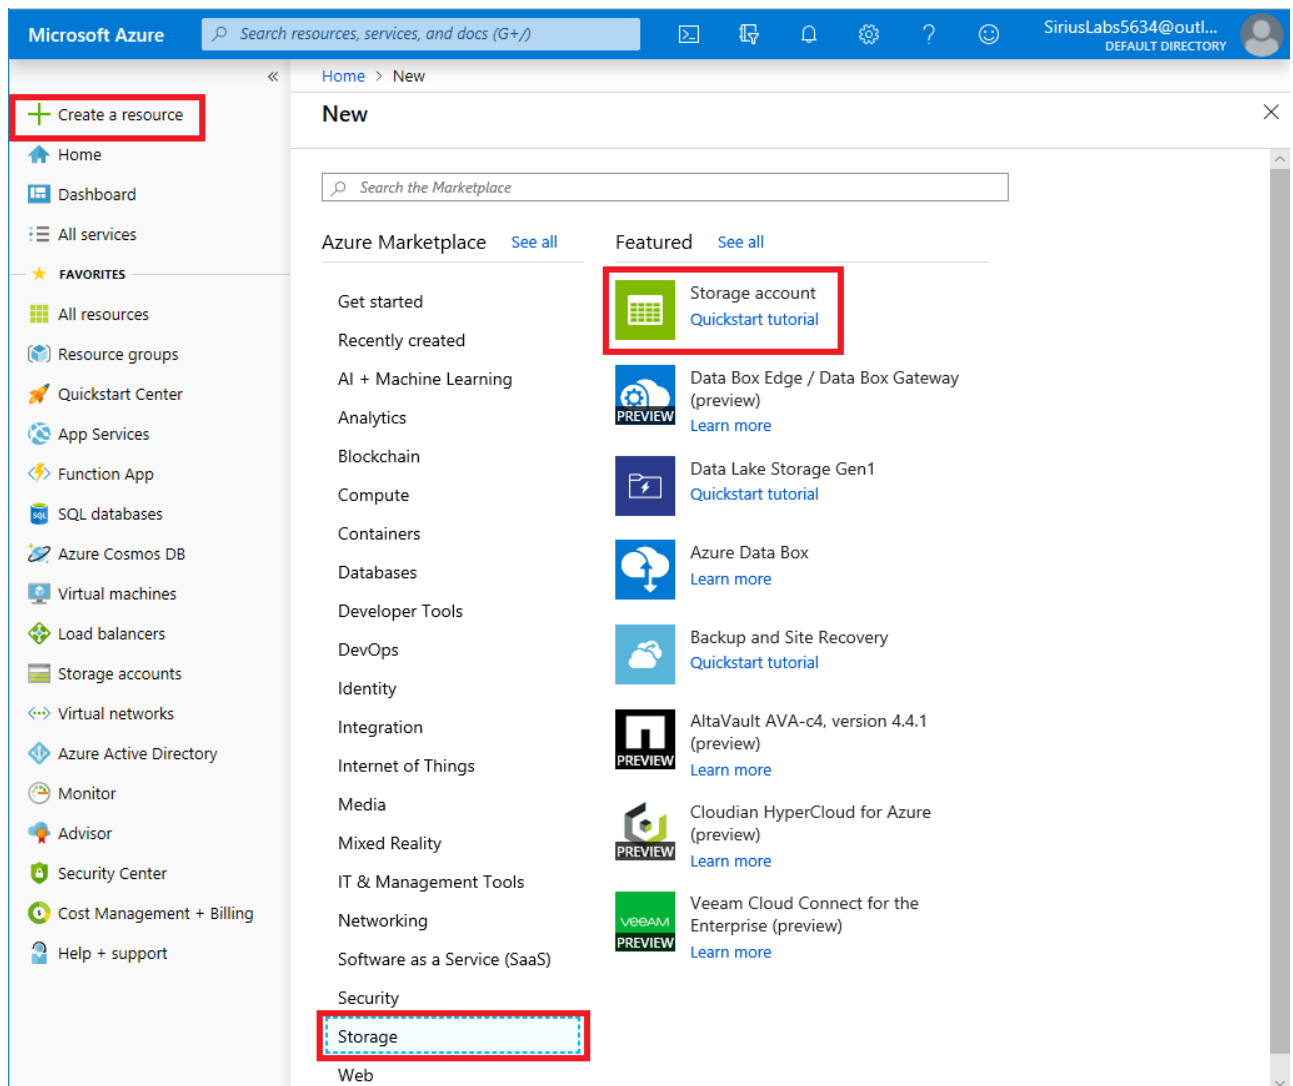 Microsoft Azure
Search resources, services, and docs (G+/)
SiriusLabs5634@outl...
DEFAULT DIRECTORY
«
Create a resource
Home
Dashboard
All services
FAVORITES
All resources
Resource groups
Quickstart Center
App Services
Function App
SQL
SQL databases
Azure Cosmos DB
Virtual machines
Load balancers
Storage accounts
Virtual networks
Azure Active Directory
Monitor
Advisor
Security Center
Cost Management + Billing
Help + support
Home > New
New
Search the Marketplace
Azure Marketplace See all
Get started
Recently created
AI + Machine Learning
Analytics
Blockchain
Compute
Containers
Databases
Developer Tools
DevOps
Identity
Integration
Internet of Things
Media
Mixed Reality
IT & Management Tools
Networking
Software as a Service (SaaS)
Security
Storage
Web
Featured See all
Storage account
Quickstart tutorial
PREVIEW
Data Box Edge / Data Box Gateway
(preview)
Learn more
Data Lake Storage Gen1
Quickstart tutorial
Azure Data Box
Learn more
Backup and Site Recovery
Quickstart tutorial
PREVIEW
AltaVault AVA-c4, version 4.4.1
(preview)
Learn more
PREVIEW
Cloudian HyperCloud for Azure
(preview)
Learn more
veeAM
PREVIEW
Veeam Cloud Connect for the
Enterprise (preview)
Learn more